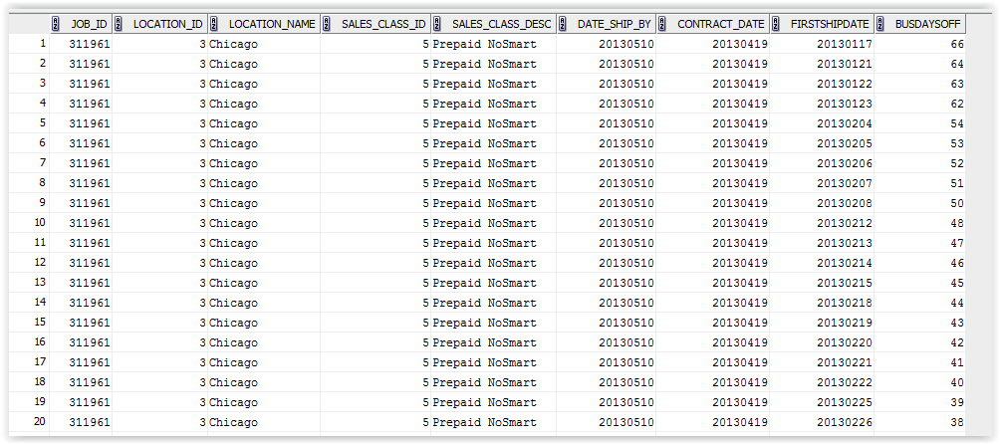 JOB_ID LOCATION_ID LOCATION_NAME SALES_CLASS_ID SALES_CLASS_DESC DATE_SHIP_BY CONTRACT_DATE FIRSTSHIPDATE BUSDAYSOFF
1 311961 3 Chicago 5 Prepaid NoSmart 20130510 20130419 20130117 66
2 311961 3 Chicago 5 Prepaid NoSmart 20130510 20130419 20130121 64
3 311961 3 Chicago 5 Prepaid NoSmart 20130510 20130419 20130122 63
4 311961 3 Chicago 5 Prepaid NoSmart 20130510 20130419 20130123 62
5 311961 3 Chicago 5 Prepaid NoSmart 20130510 20130419 20130204 54
6 311961 3 Chicago 5 Prepaid NoSmart 20130510 20130419 20130205 53
7 311961 3 Chicago 5 Prepaid NoSmart 20130510 20130419 20130206 52
8 311961 3 Chicago 5 Prepaid NoSmart 20130510 20130419 20130207 51
9 311961 3 Chicago 5 Prepaid NoSmart 20130510 20130419 20130208 50
10 311961 3 Chicago 5 Prepaid NoSmart 20130510 20130419 20130212 48
11 311961 3 Chicago 5 Prepaid NoSmart 20130510 20130419 20130213 47
12 311961 3 Chicago 5 Prepaid NoSmart 20130510 20130419 20130214 46
13 311961 3 Chicago 5 Prepaid NoSmart 20130510 20130419 20130215 45
14 311961 3 Chicago 5 Prepaid NoSmart 20130510 20130419 20130218 44
15 311961 3 Chicago 5 Prepaid NoSmart 20130510 20130419 20130219 43
16 311961 3 Chicago 5 Prepaid NoSmart 20130510 20130419 20130220 42
17 311961 3 Chicago 5 Prepaid NoSmart 20130510 20130419 20130221 41
18 311961 3 Chicago 5 Prepaid NoSmart 20130510 20130419 20130222 40
19 311961 3 Chicago 5 Prepaid NoSmart 20130510 20130419 20130225 39
20 311961 3 Chicago 5 Prepaid NoSmart 20130510 20130419 20130226 38